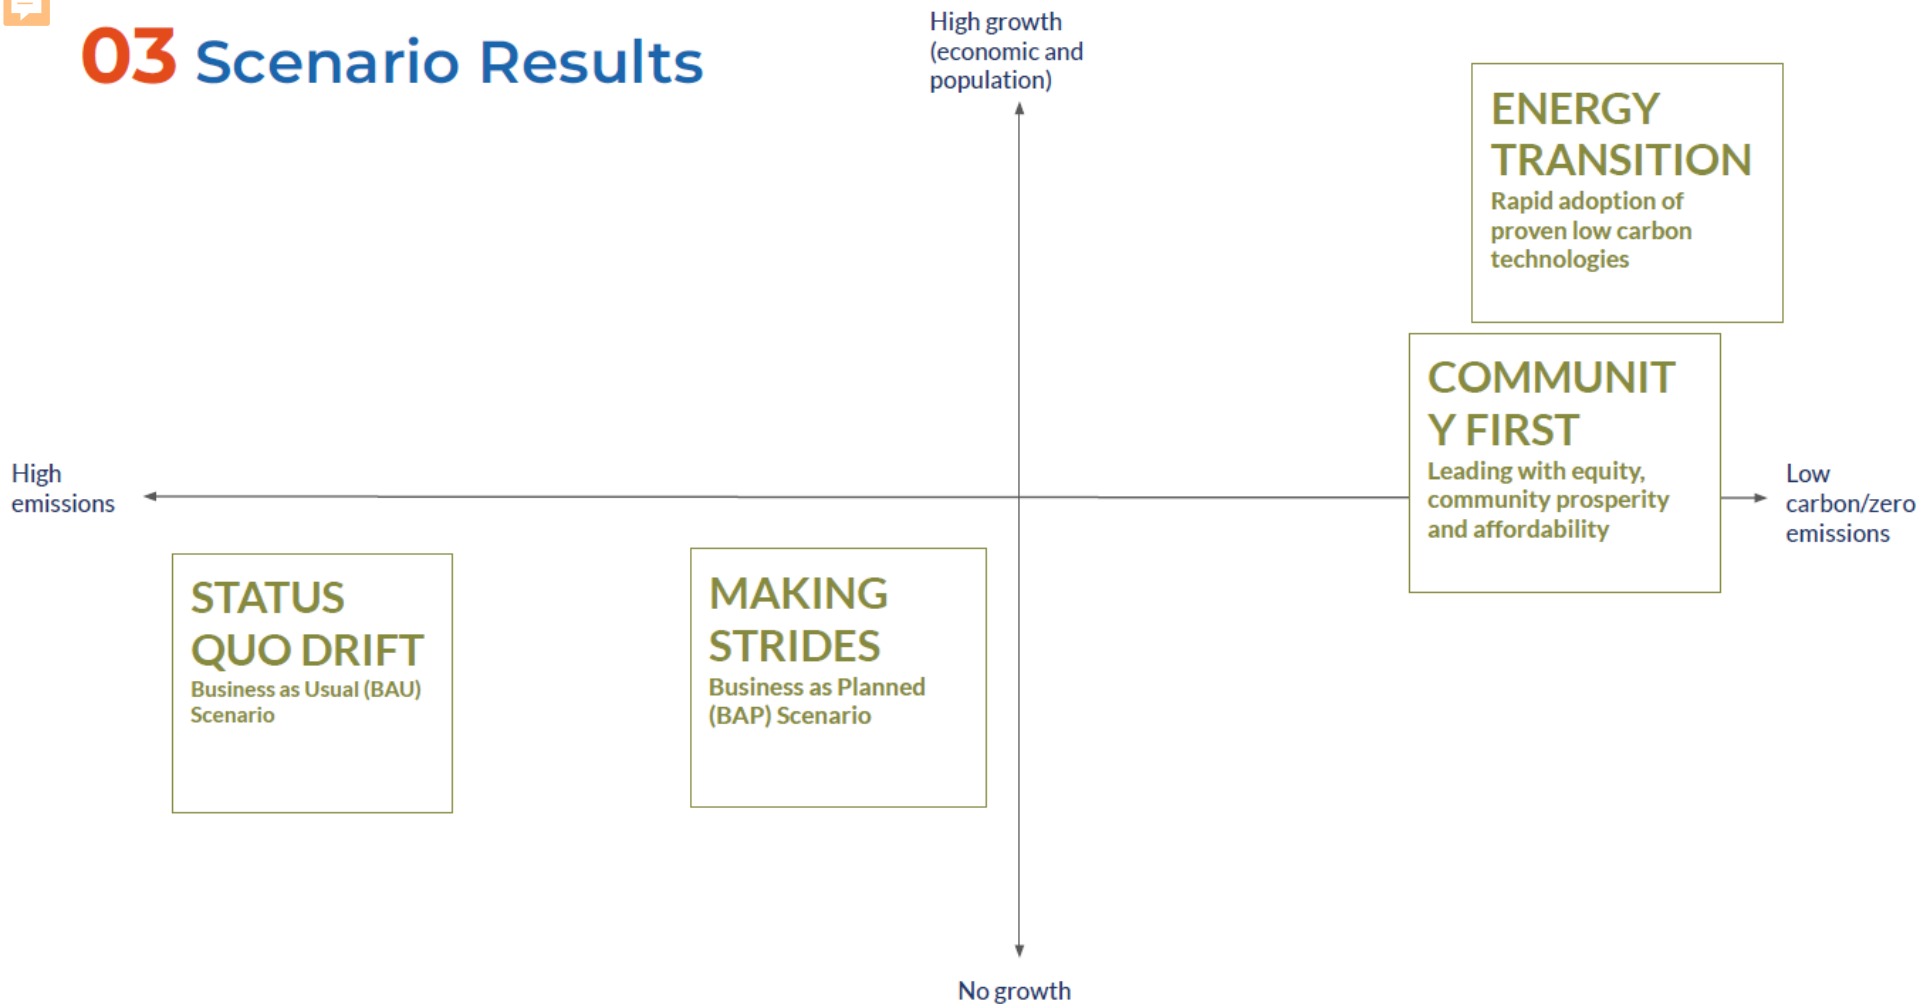 03 Scenario Results
High growth
(economic and
population)
ENERGY
TRANSITION
Rapid adoption of
proven low carbon
technologies
COMMUNIT
Y FIRST
Leading with equity,
community prosperity
and affordability
High
emissions
Low
carbon/zero
emissions
STATUS
QUO DRIFT
Business as Usual (BAU)
Scenario
MAKING
STRIDES
Business as Planned
(BAP) Scenario
No growth